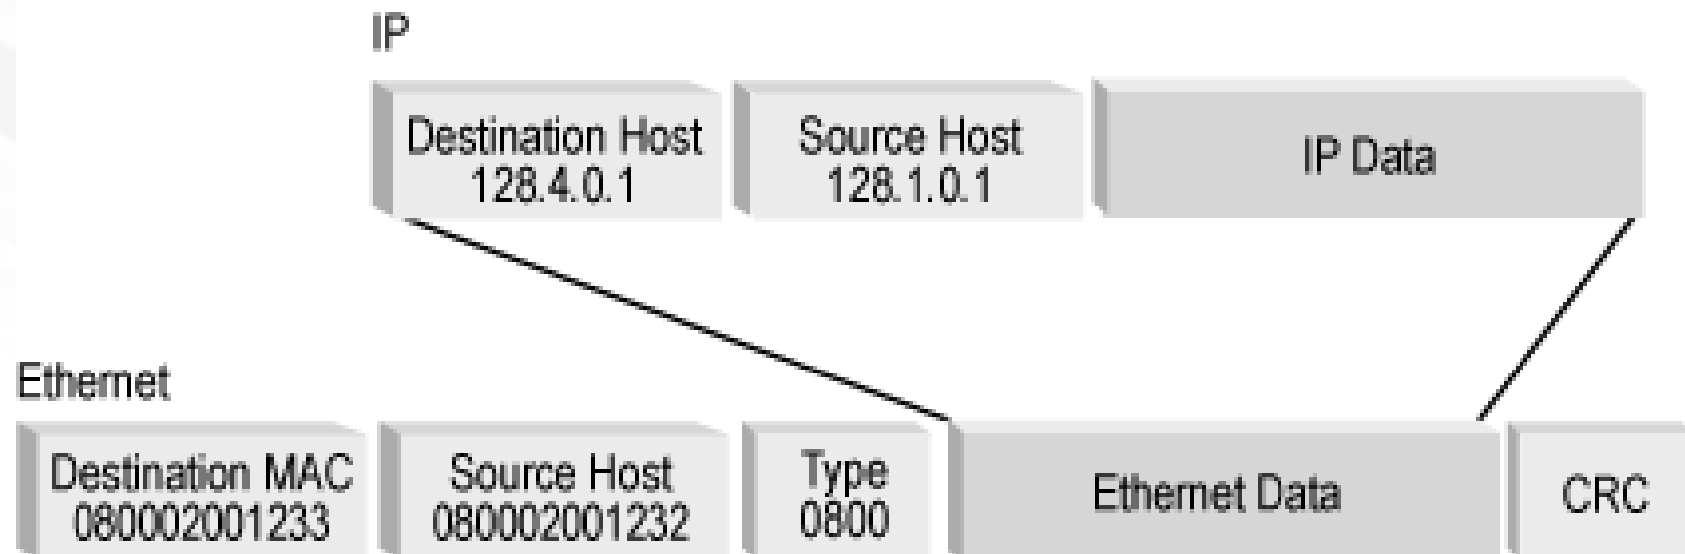 IP
Destination Host
128.4.0.1
Source Host
128.1.0.1
IP Data
Ethernet
Destination MAC
080002001233
Source Host
080002001232
Type
0800
Ethernet Data
CRC